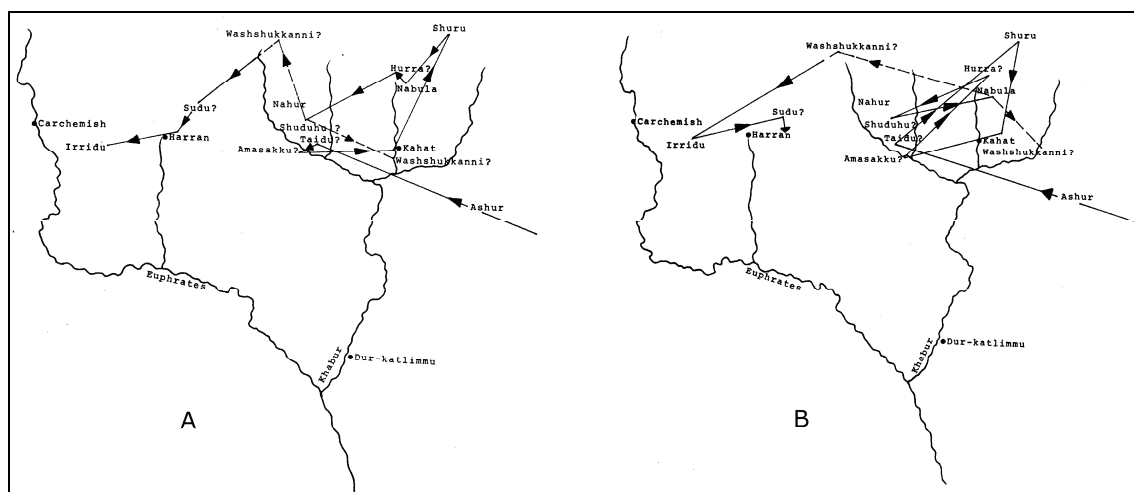 Shuru
Washshukkanni?
Hurra?
Nabula
Nahur
Sudu?
Shuduhu?
Carchemish
Taidu?
Harran
Irridu
Amasakku?
Kahat
Washshukkanni?
Ashur
Euphrates
Khabur
Dur-katlimmu
A
Shuru
Washshukkanni?
Hurra?
Nabula
Nahur
Sudu?
Shuduhu?
Carchemish
Taidu?
Harran
Irridu
Kahat
Amasakku?
Washshukkanni?
Ashur
Euphrates
Khabur
Dur-katlimmu
B